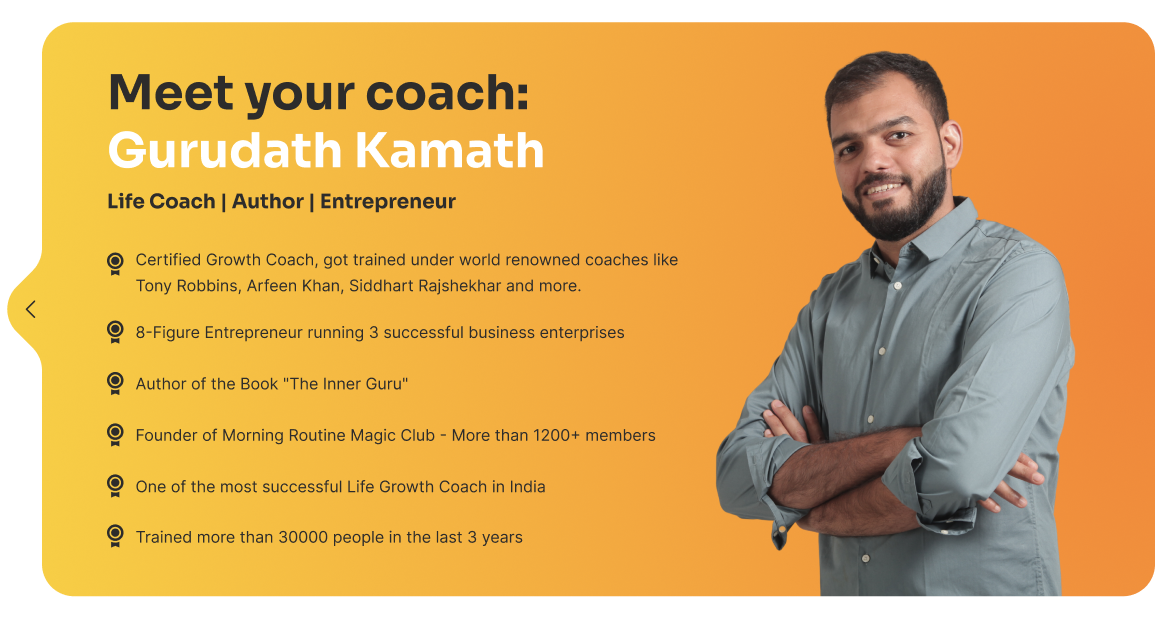 Meet your coach:
Gurudath Kamath
Life Coach | Author | Entrepreneur
Certified Growth Coach, got trained under world renowned coaches like
Tony Robbins, Arfeen Khan, Siddhart Rajshekhar and more.
8-Figure Entrepreneur running 3 successful business enterprises
Author of the Book "The Inner Guru"
Founder of Morning Routine Magic Club - More than 1200+ members
One of the most successful Life Growth Coach in India
Trained more than 30000 people in the last 3 years